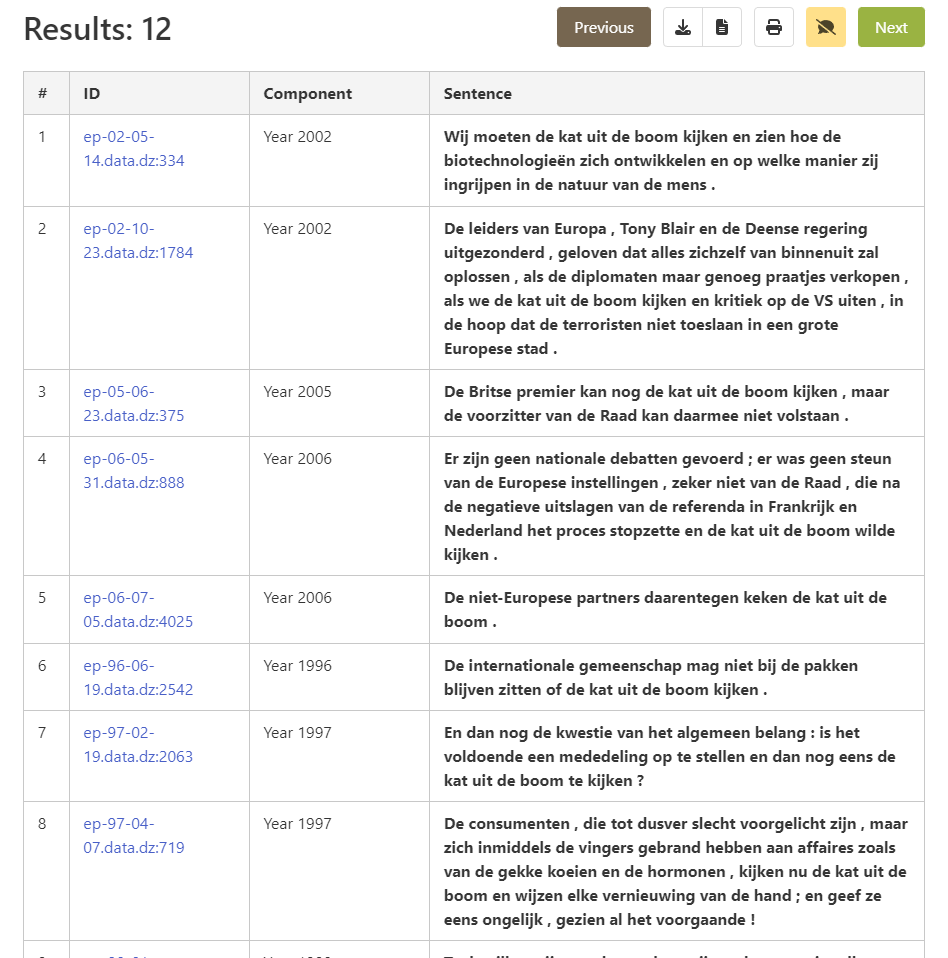 Results: 12
Previous
Next
# ID Component Sentence
1 ep-02-05- Year 2002 Wij moeten de kat uit de boom kijken en zien hoe de
14.data.dz:334 biotechnologieën zich ontwikkelen en op welke manier zij
ingrijpen in de natuur van de mens .
2 ep-02-10- Year 2002 De leiders van Europa , Tony Blair en de Deense regering
23.data.dz:1784 uitgezonderd , geloven dat alles zichzelf van binnenuit zal
oplossen , als de diplomaten maar genoeg praatjes verkopen ,
als we de kat uit de boom kijken en kritiek op de VS uiten , in
de hoop dat de terroristen niet toeslaan in een grote
Europese stad .
3 ep-05-06- Year 2005 De Britse premier kan nog de kat uit de boom kijken , maar
23.data.dz:375 de voorzitter van de Raad kan daarmee niet volstaan .
4 ep-06-05- Year 2006 Er zijn geen nationale debatten gevoerd ; er was geen steun
31.data.dz:888 van de Europese instellingen , zeker niet van de Raad , die na
de negatieve uitslagen van de referenda in Frankrijk en
Nederland het proces stopzette en de kat uit de boom wilde
kijken .
5 ep-06-07- Year 2006 De niet-Europese partners daarentegen keken de kat uit de
05.data.dz:4025 boom .
6 ep-96-06- Year 1996 De internationale gemeenschap mag niet bij de pakken
19.data.dz:2542 blijven zitten of de kat uit de boom kijken .
7 ep-97-02- Year 1997 En dan nog de kwestie van het algemeen belang : is het
19.data.dz:2063 voldoende een mededeling op te stellen en dan nog eens de
kat uit de boom te kijken ?
8 ep-97-04- Year 1997 De consumenten , die tot dusver slecht voorgelicht zijn , maar
07.data.dz:719 zich inmiddels de vingers gebrand hebben aan affaires zoals
van de gekke koeien en de hormonen , kijken nu de kat uit de
boom en wijzen elke vernieuwing van de hand ; en geef ze
eens ongelijk , gezien al het voorgaande !